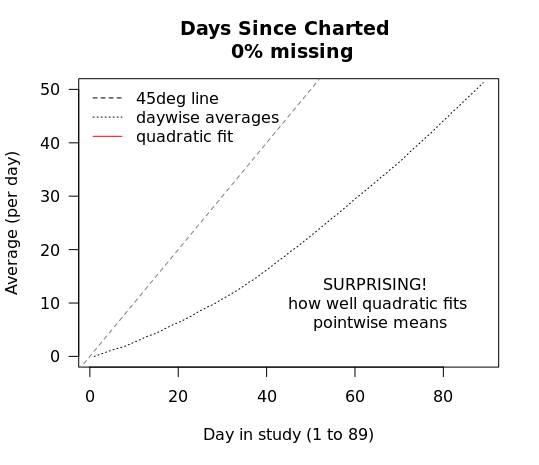 Days Since Charted
0% missing
50
40
30
20
10
0
Average (per day)
45deg line
daywise averages
quadratic fit
SURPRISING!
how well quadratic fits
pointwise means
0 20 40 60 80
Day in study (1 to 89)